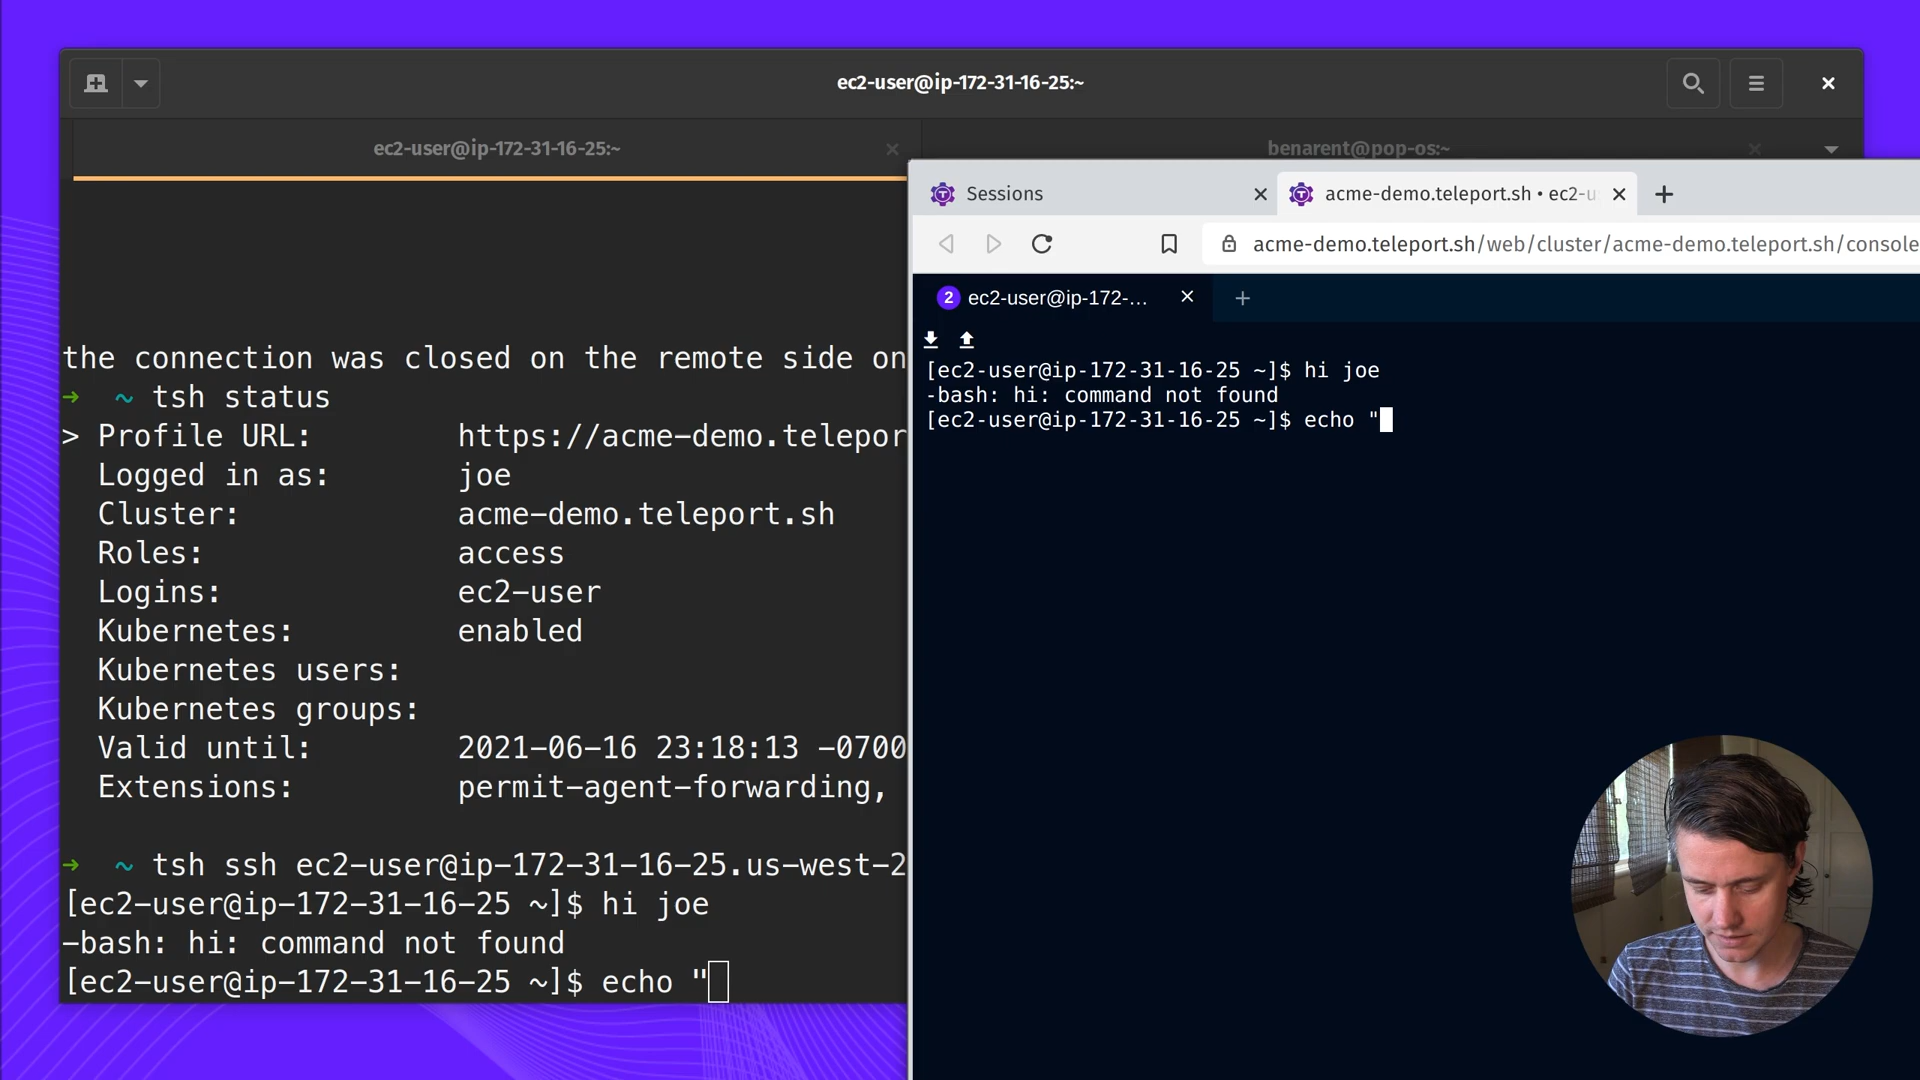 ec2-user@ip-172-31-16-25:~
ec2-user@ip-172-31-16-25:~
benarent@pop-os:~
the connection was closed on the remote side on
➜ ~ tsh status
> Profile URL: https://acme-demo.telepor
Logged in as: joe
Cluster: acme-demo.teleport.sh
Roles: access
Logins: ec2-user
Kubernetes: enabled
Kubernetes users:
Kubernetes groups:
Valid until: 2021-06-16 23:18:13 -0700
Extensions: permit-agent-forwarding,
➜ ~ tsh ssh ec2-user@ip-172-31-16-25.us-west-2
[ec2-user@ip-172-31-16-25 ~]$ hi joe
-bash: hi: command not found
[ec2-user@ip-172-31-16-25 ~]$ echo "
Sessions
acme-demo.teleport.sh • ec2-u
acme-demo.teleport.sh/web/cluster/acme-demo.teleport.sh/console
2 ec2-user@ip-172-...
[ec2-user@ip-172-31-16-25 ~]$ hi joe
-bash: hi: command not found
[ec2-user@ip-172-31-16-25 ~]$ echo "